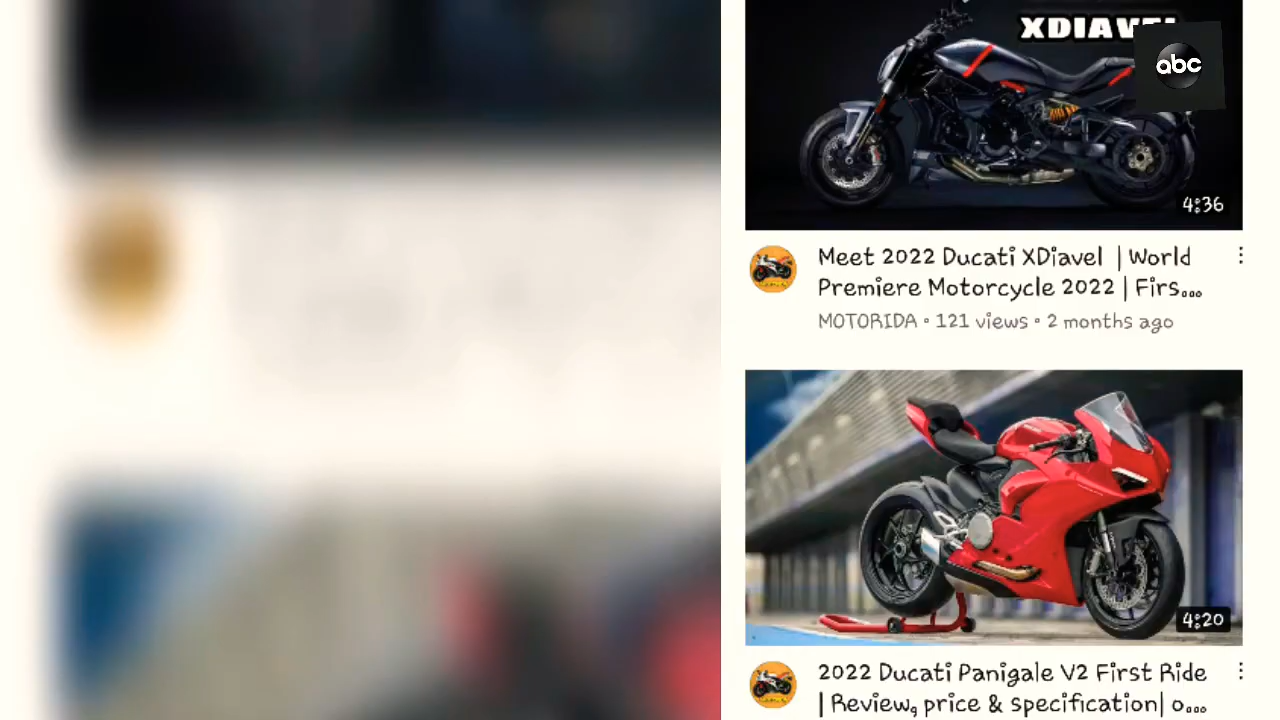 XDIAVEL
abc
4:36
Meet 2022 Ducati XDiavel | World
Premiere Motorcycle 2022 | Firs...
MOTORIDA • 121 views • 2 months ago
4:20
2022 Ducati Panigale V2 First Ride
| Review, price & specification| o...